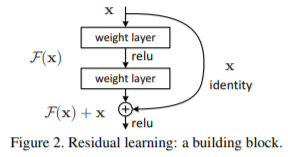 x
weight layer
F(x)
relu
weight layer
x
identity
F(x) + x
relu
Figure 2. Residual learning: a building block.